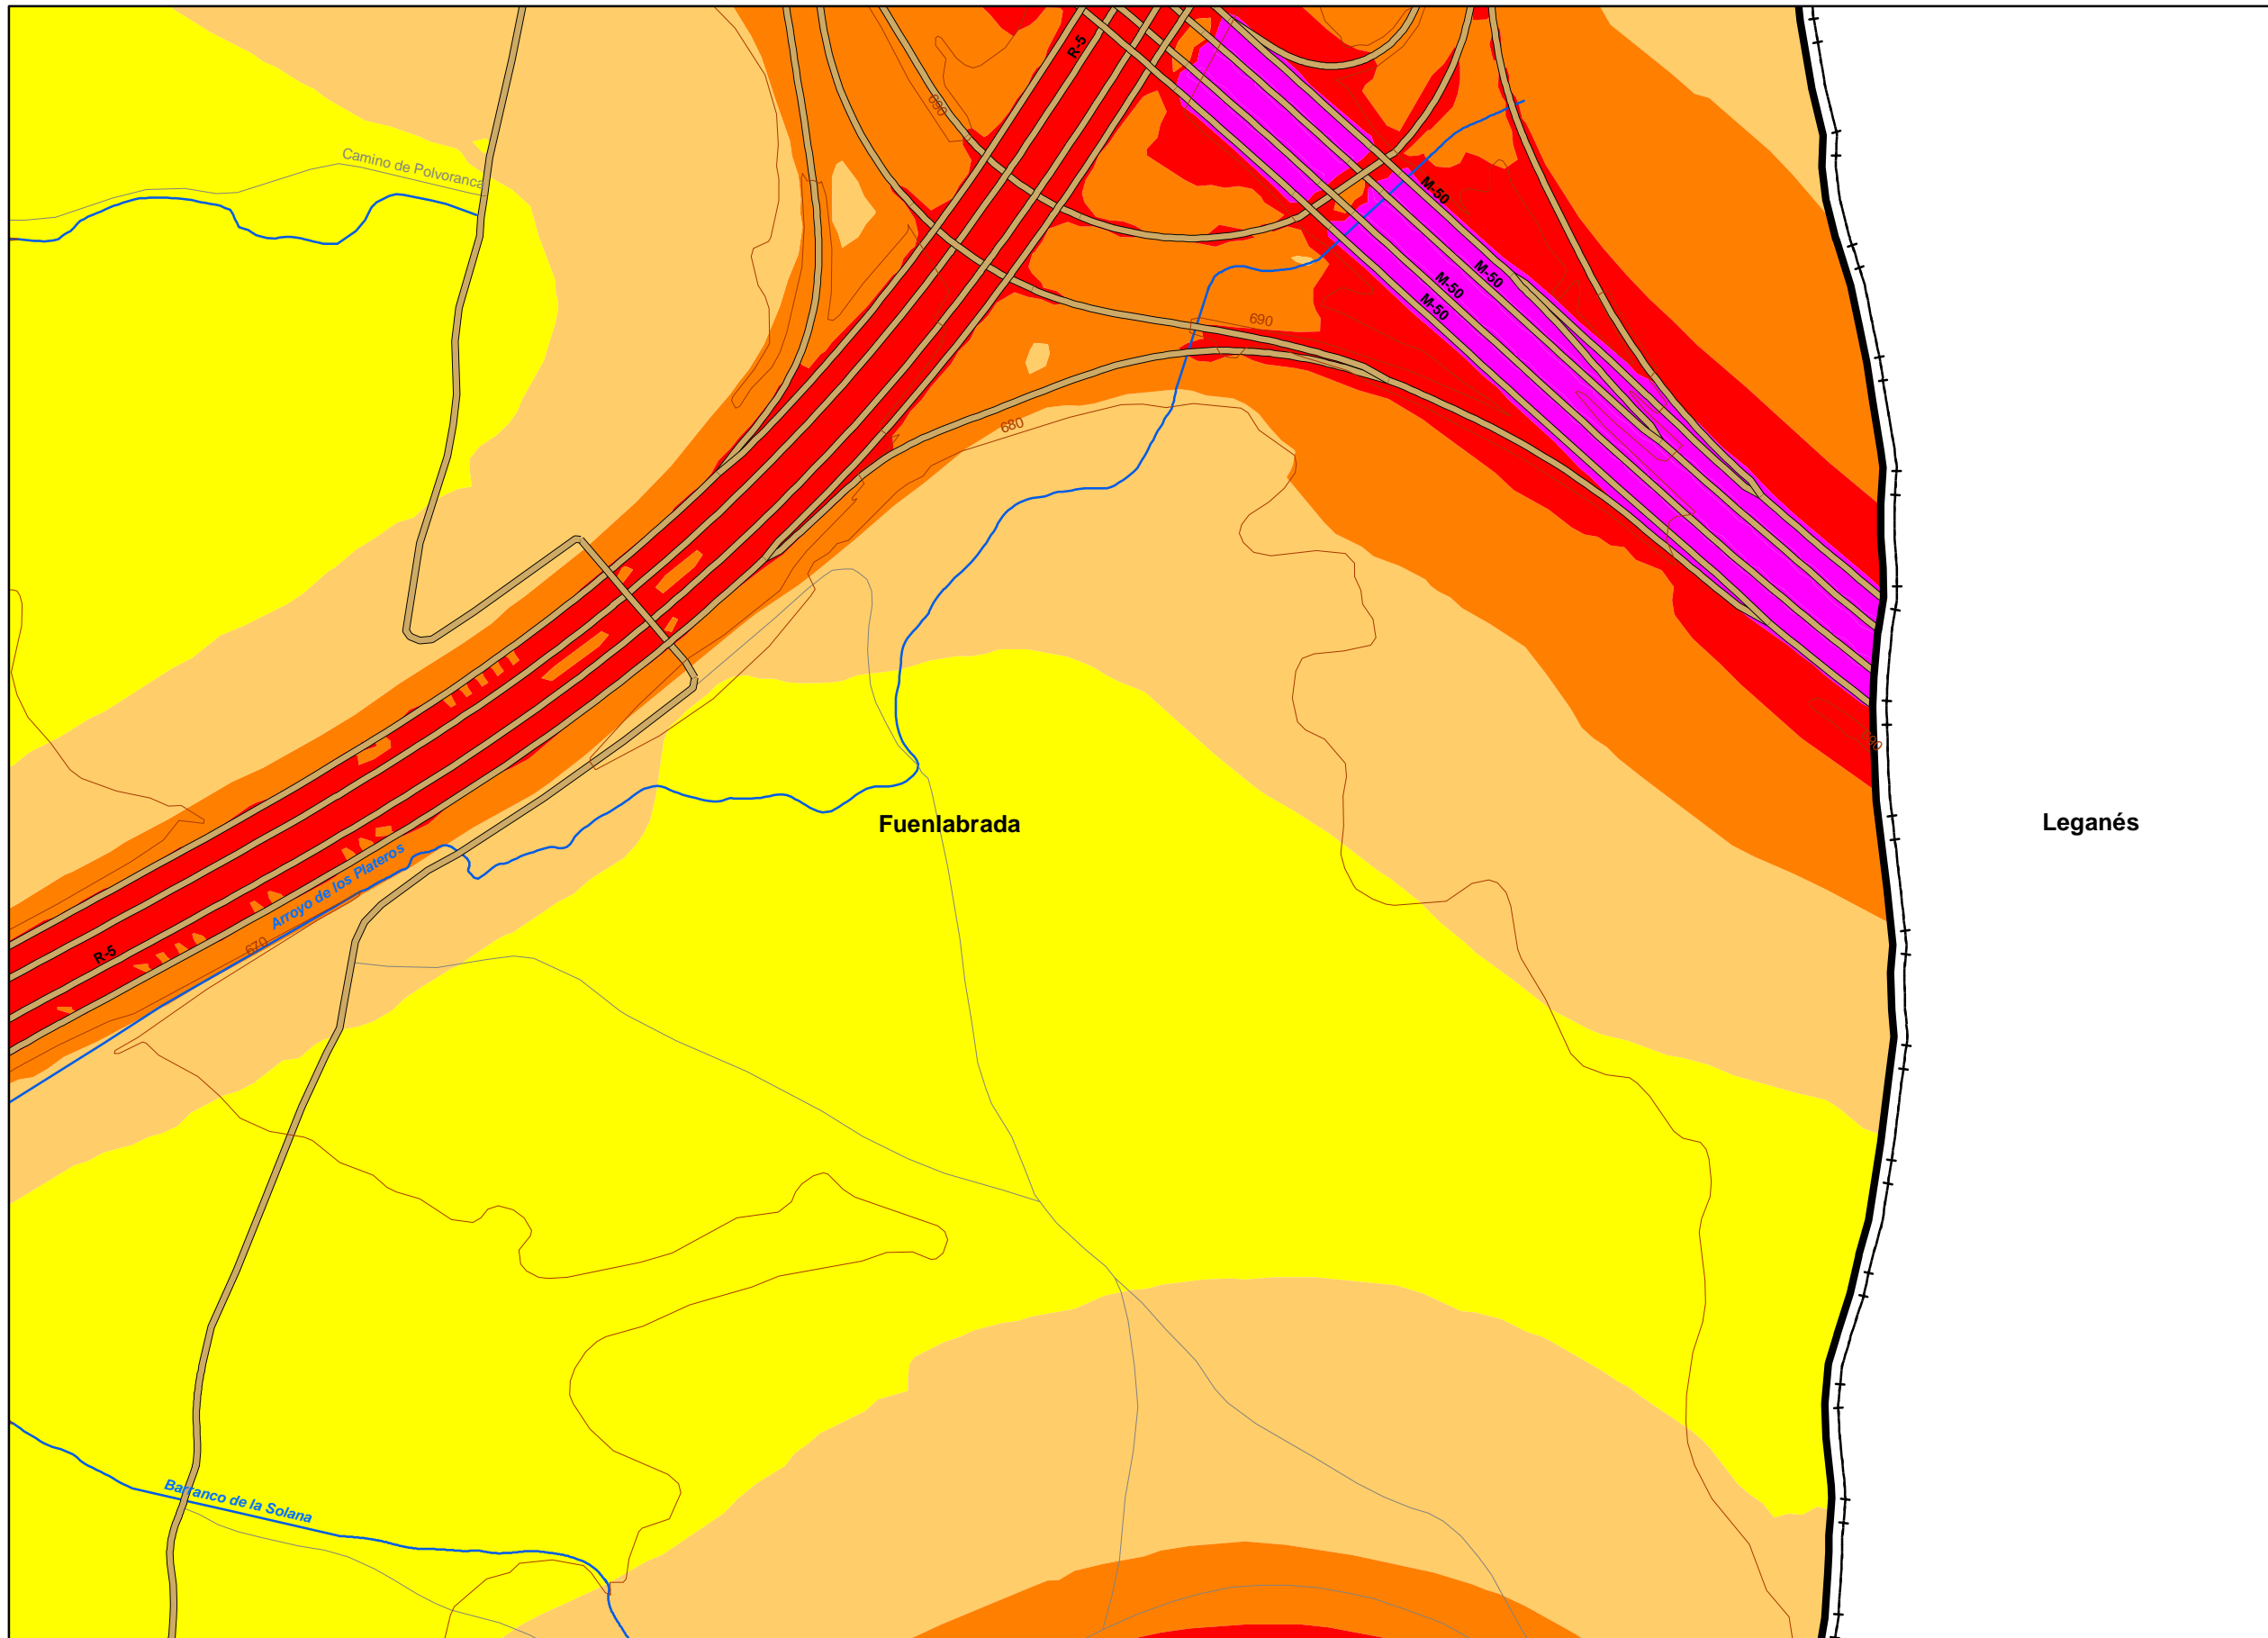 R-5
690
Camino de Polvoranca
M-50
M-50
M-50
M-50
690
680
90
Fuenlabrada
Leganés
Arroyo de los Plateros
670
R-5
Barranco de la Solana